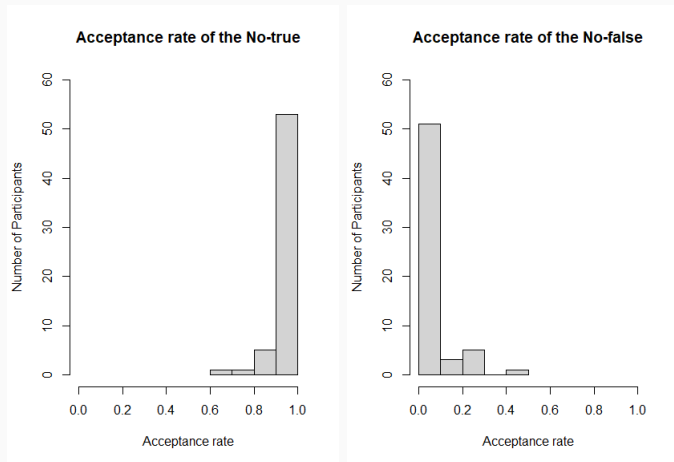 Acceptance rate of the No-true
Number of Participants
0 10 20 30 40 50 60
0.0 0.2 0.4 0.6 0.8 1.0
Acceptance rate
Acceptance rate of the No-false
Number of Participants
0 10 20 30 40 50 60
0.0 0.2 0.4 0.6 0.8 1.0
Acceptance rate